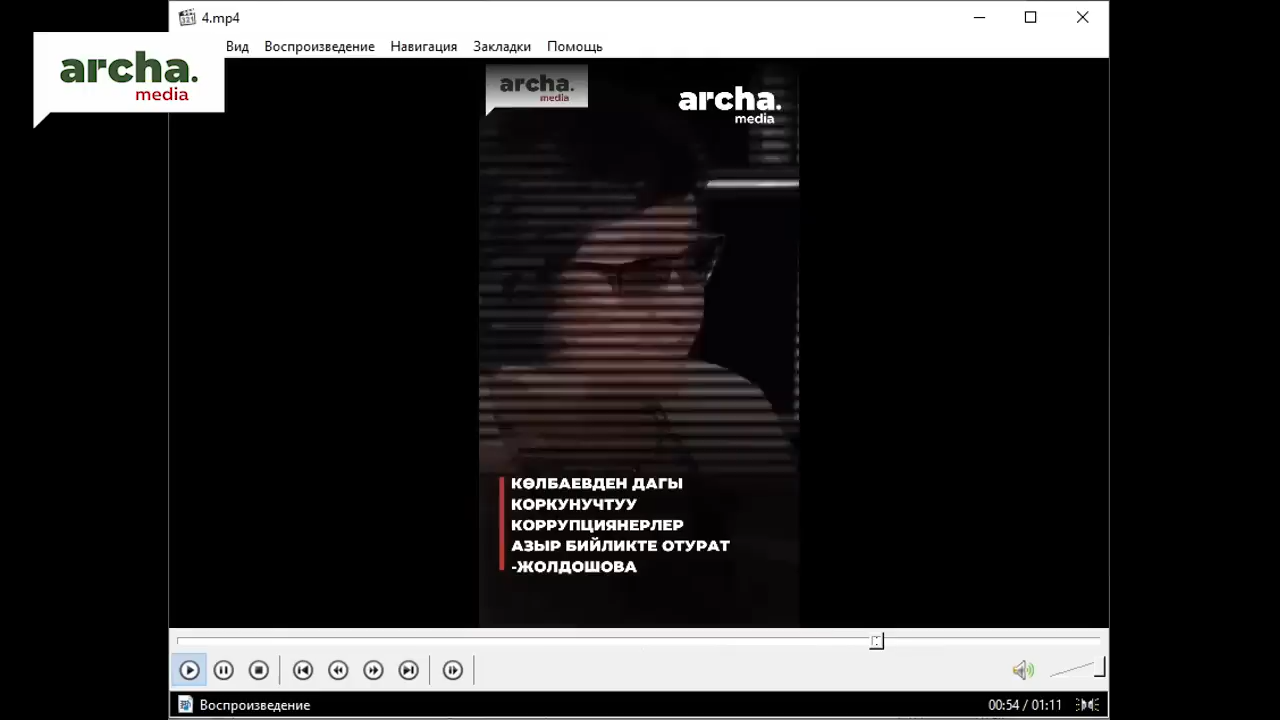 4.mp4
archa.
media
Вид Воспроизведение Навигация Закладки Помощь
archa.
media
archa.
media
КӨЛБАЕВДЕН ДАГЫ
КОРКУНУЧТУУ
КОРРУПЦИЯНЕРЛЕР
АЗЫР БИЙЛИКТЕ ОТУРАТ
-ЖОЛДОШОВА
Воспроизведение
00:54 / 01:11